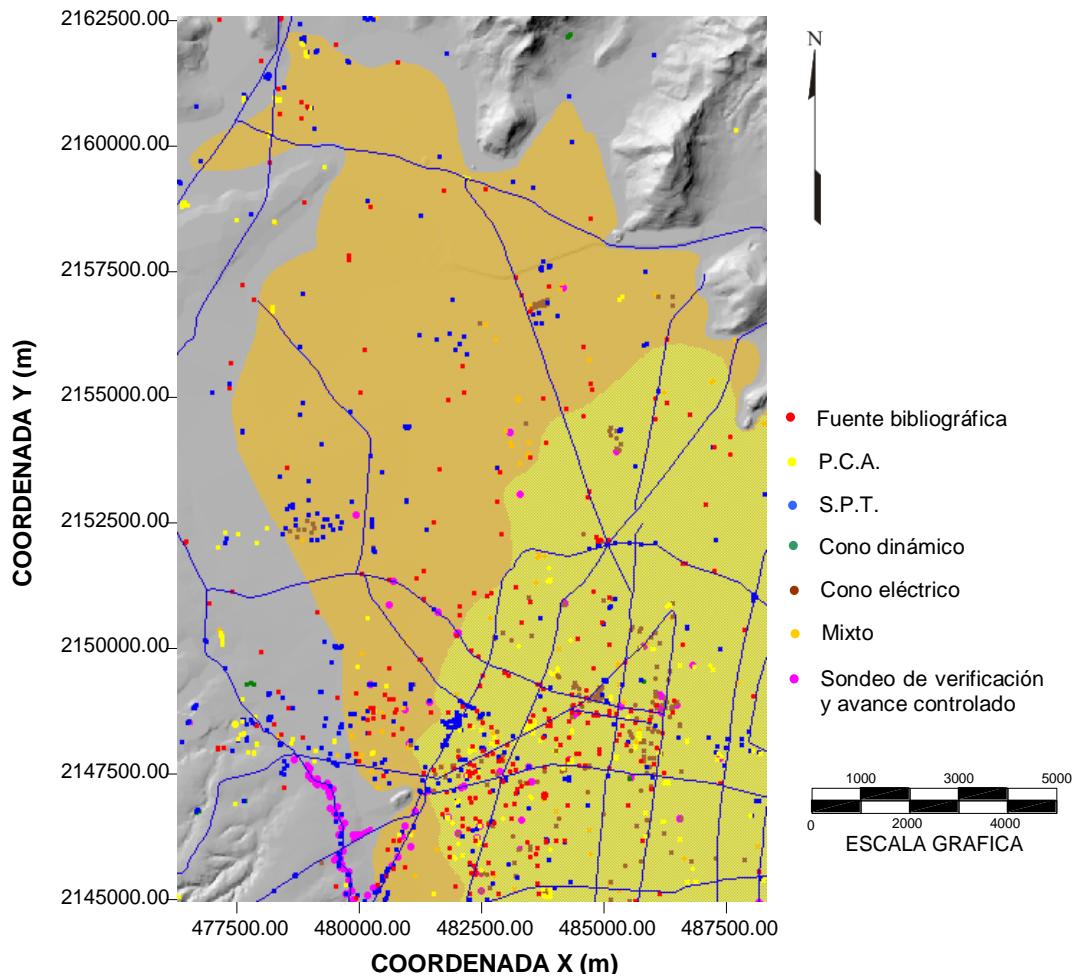 2162500.00
2160000.00
2157500.00
2155000.00
2152500.00
2150000.00
2147500.00
2145000.00
COORDENADA Y (m)
477500.00 480000.00 482500.00 485000.00 487500.00
COORDENADA X (m)
N
Fuente bibliográfica
P.C.A.
S.P.T.
Cono dinámico
Cono eléctrico
Mixto
Sondeo de verificación
y avance controlado
1000 3000 5000
0 2000 4000
ESCALA GRAFICA